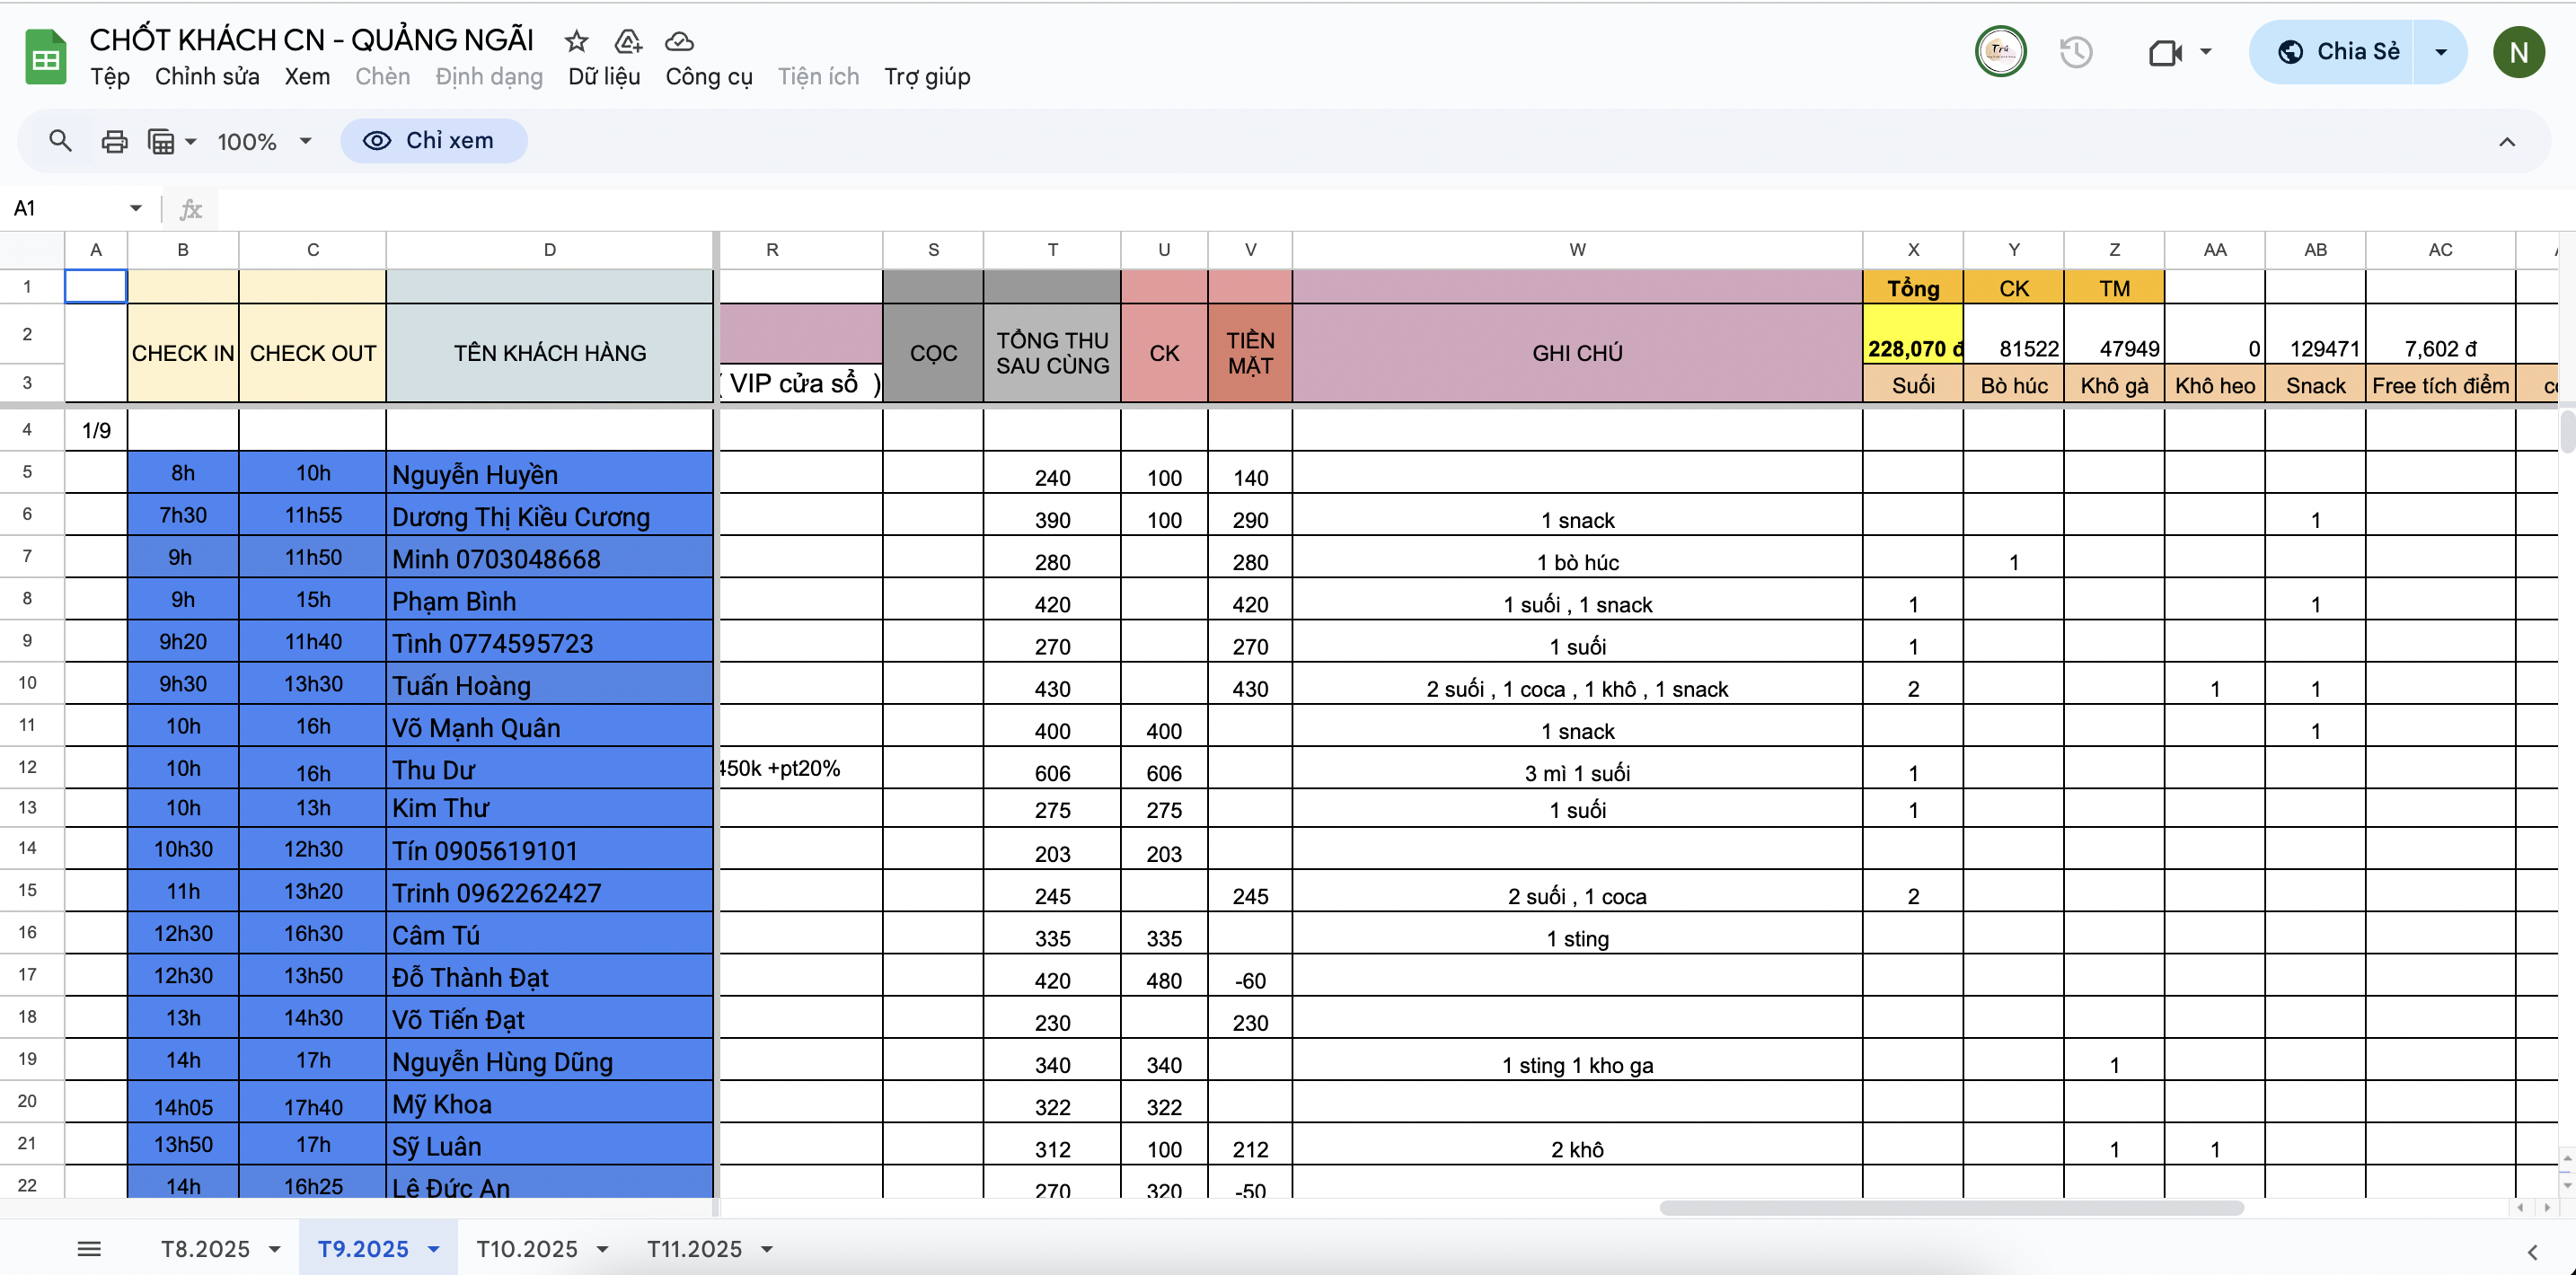 CHỐT KHÁCH CN - QUẢNG NGÃI
Tệp Chỉnh sửa Xem Chèn Định dạng Dữ liệu Công cụ Tiện ích Trợ giúp
Trú
Chia Sẻ
N
100%
Chỉ xem
A1
fx
A B C D R S T U V W X Y Z AA AB AC
1 Tổng CK TM
2 CHECK IN CHECK OUT TÊN KHÁCH HÀNG CỌC TỔNG THU SAU CÙNG CK TIỀN MẶT GHI CHÚ 228,070 đ 81522 47949 0 129471 7,602 đ
3 ( VIP cửa sổ ) Suối Bò húc Khô gà Khô heo Snack Free tích điểm
4 1/9
5 8h 10h Nguyễn Huyền 240 100 140
6 7h30 11h55 Dương Thị Kiều Cương 390 100 290 1 snack 1
7 9h 11h50 Minh 0703048668 280 280 1 bò húc 1
8 9h 15h Phạm Bình 420 420 1 suối , 1 snack 1 1
9 9h20 11h40 Tình 0774595723 270 270 1 suối 1
10 9h30 13h30 Tuấn Hoàng 430 430 2 suối , 1 coca , 1 khô , 1 snack 2 1 1
11 10h 16h Võ Mạnh Quân 400 400 1 snack 1
12 10h 16h Thu Dư 450k +pt20% 606 606 3 mì 1 suối 1
13 10h 13h Kim Thư 275 275 1 suối 1
14 10h30 12h30 Tín 0905619101 203 203
15 11h 13h20 Trinh 0962262427 245 245 2 suối , 1 coca 2
16 12h30 16h30 Câm Tú 335 335 1 sting
17 12h30 13h50 Đỗ Thành Đạt 420 480 -60
18 13h 14h30 Võ Tiến Đạt 230 230
19 14h 17h Nguyễn Hùng Dũng 340 340 1 sting 1 kho ga 1
20 14h05 17h40 Mỹ Khoa 322 322
21 13h50 17h Sỹ Luân 312 100 212 2 khô 1 1
22 14h 16h25 Lê Đức An 270 320 -50
T8.2025 T9.2025 T10.2025 T11.2025